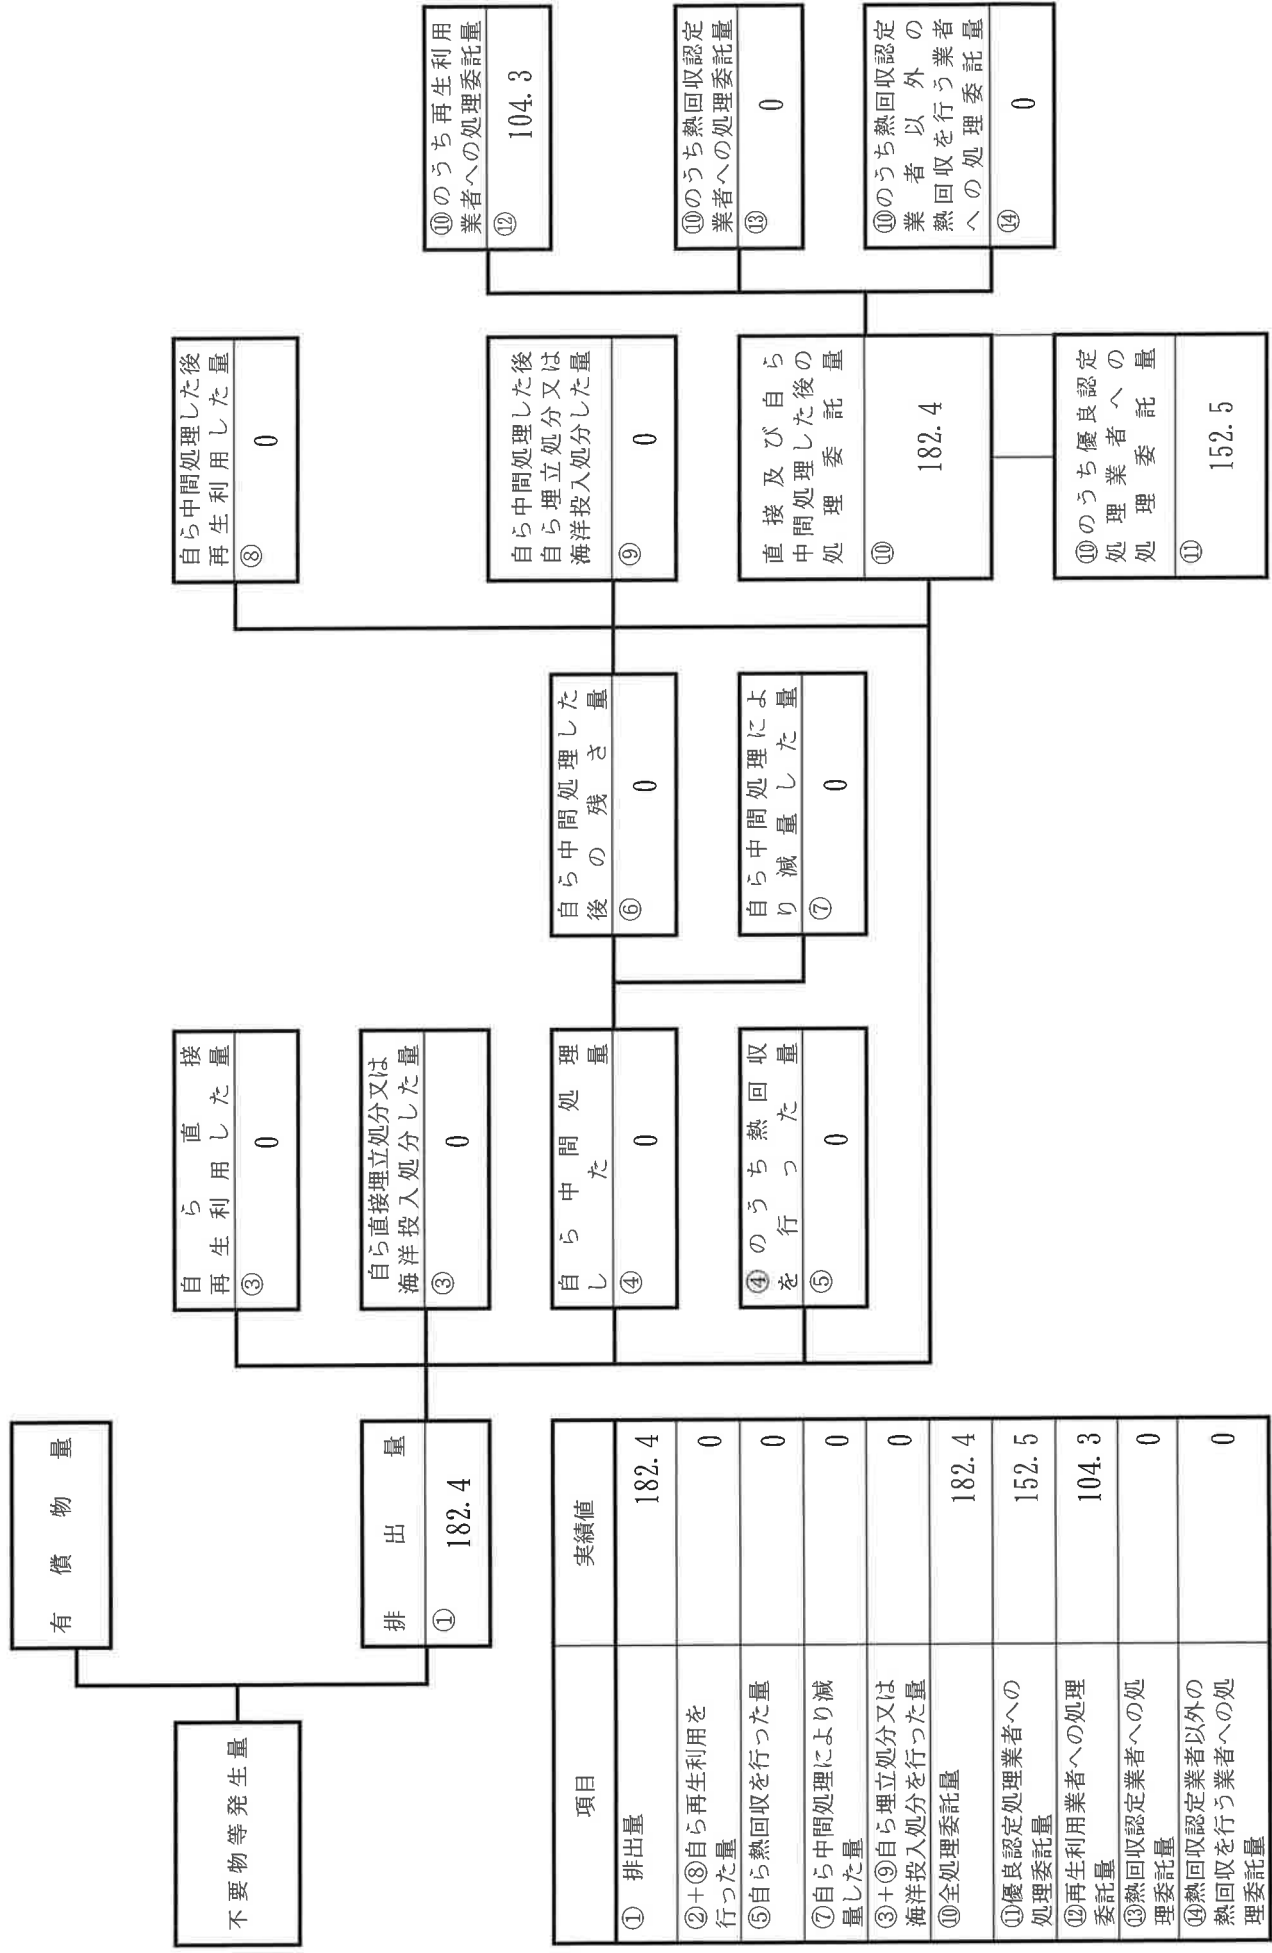 不要物等発生量
有償物量
排出量
① 182.4
自ら直接
再生利用した量
③ 0
自ら直接埋立処分又は
海洋投入処分した量
③ 0
自ら中間処理
した量
④ 0
④のうち熱回収
を行った量
⑤ 0
自ら中間処理した
後の残さ量
⑥ 0
自ら中間処理によ
り減量した量
⑦ 0
自ら中間処理した後
再生利用した量
⑧ 0
自ら中間処理した後
自ら埋立処分又は
海洋投入処分した量
⑨ 0
直接及び自ら
中間処理した後の
処理委託量
⑩ 182.4
⑩のうち優良認定
処理業者への
処理委託量
⑪ 152.5
⑩のうち再生利用
業者への処理委託量
⑫ 104.3
⑩のうち熱回収認定
業者への処理委託量
⑬ 0
⑩のうち熱回収認定
業者以外の
熱回収を行う業者
への処理委託量
⑭ 0
項目 実績値
① 排出量 182.4
②+⑧自ら再生利用を
行った量 0
⑤自ら熱回収を行った量 0
⑦自ら中間処理により減
量した量 0
③+⑨自ら埋立処分又は
海洋投入処分を行った量 0
⑩全処理委託量 182.4
⑪優良認定処理業者への
処理委託量 152.5
⑫再生利用業者への処理
委託量 104.3
⑬熱回収認定業者への処
理委託量 0
⑭熱回収認定業者以外の
熱回収を行う業者への処
理委託量 0